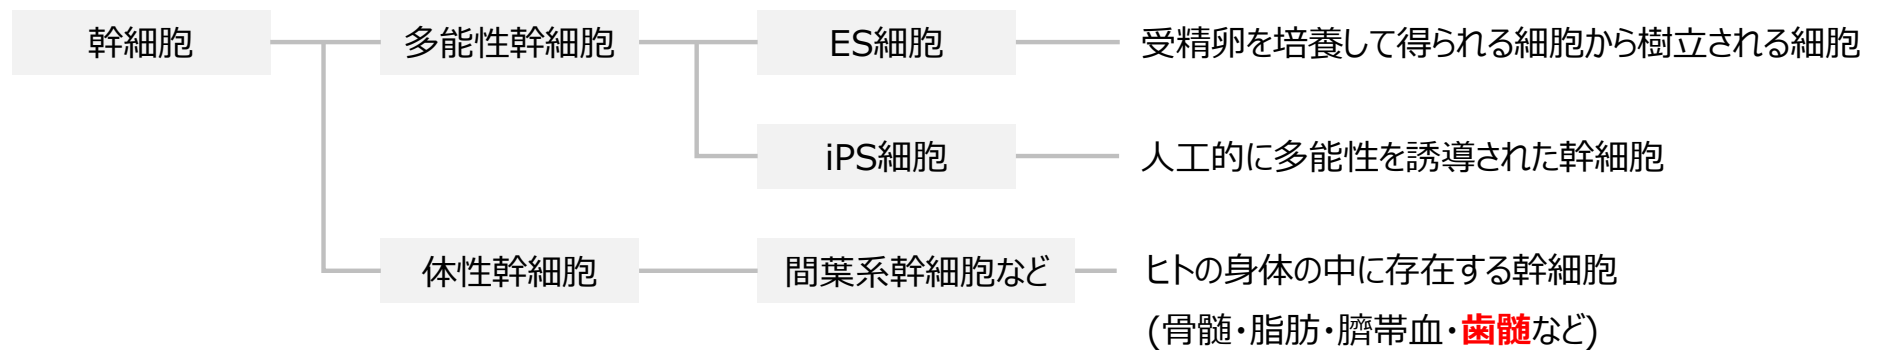 幹細胞
多能性幹細胞
ES細胞
受精卵を培養して得られる細胞から樹立される細胞
iPS細胞
人工的に多能性を誘導された幹細胞
体性幹細胞
間葉系幹細胞など
ヒトの身体の中に存在する幹細胞
(骨髄・脂肪・臍帯血・歯髄など)